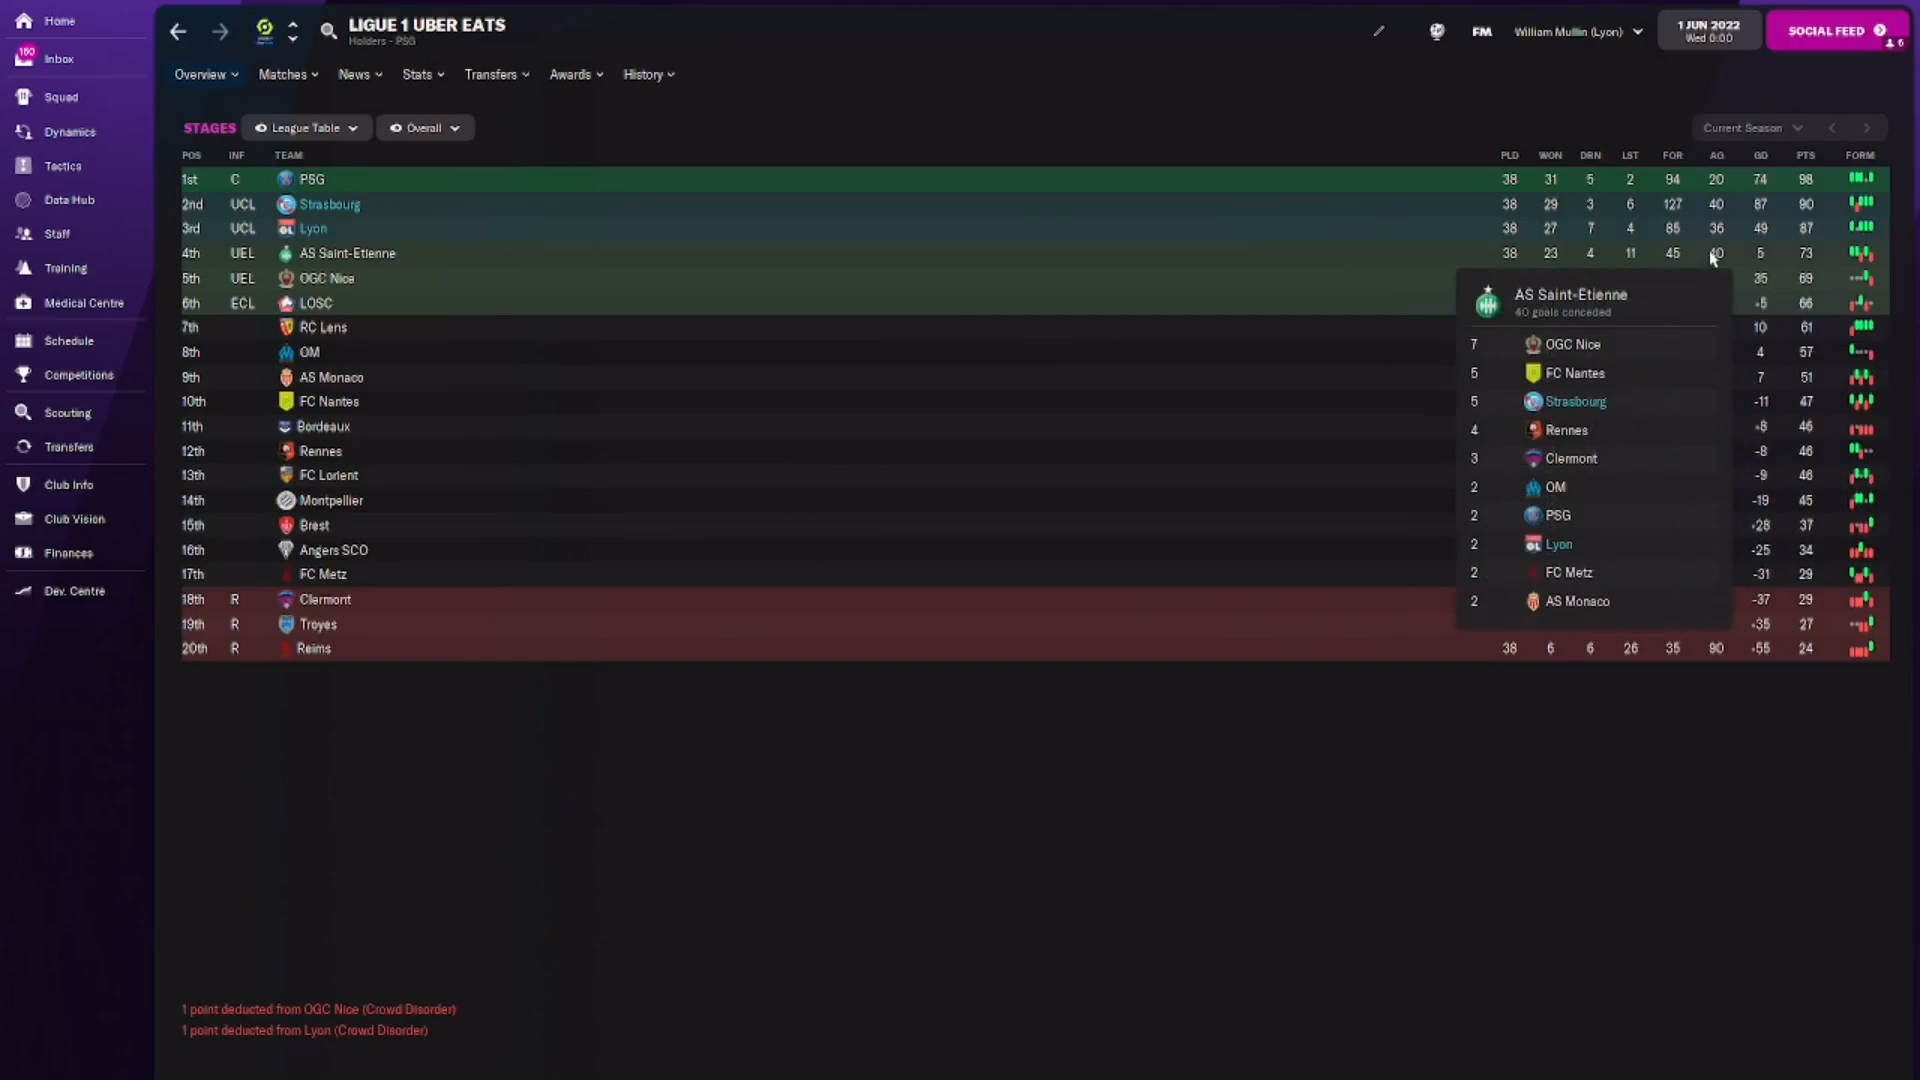 Home
160
Inbox
Squad
Dynamics
Tactics
Data Hub
Staff
Training
Medical Centre
Schedule
Competitions
Scouting
Transfers
Club Info
Club Vision
Finances
Dev. Centre
LIGUE 1 UBER EATS
Holders - PSG
FM William Mullin (Lyon) 1 JUN 2022 Wed 0:00 SOCIAL FEED 6
Overview Matches News Stats Transfers Awards History
STAGES League Table Overall Current Season
POS INF TEAM PLD WON DRN LST FOR AG GD PTS FORM
1st C PSG 38 31 5 2 94 20 74 98
2nd UCL Strasbourg 38 29 3 6 127 40 87 90
3rd UCL OL Lyon 38 27 7 4 85 36 49 87
4th UEL AS Saint-Etienne 38 23 4 11 45 40 5 73
5th UEL OGC Nice 35 69
6th ECL LOSC -5 66
7th RC Lens 10 61
8th OM 4 57
9th AS Monaco 7 51
10th FC Nantes -11 47
11th Bordeaux -8 46
12th Rennes -8 46
13th FC Lorient -9 46
14th Montpellier -19 45
15th Brest -28 37
16th Angers SCO -25 34
17th FC Metz -31 29
18th R Clermont -37 29
19th R Troyes -35 27
20th R Reims 38 6 6 26 35 90 -55 24
AS Saint-Etienne
40 goals conceded
7 OGC Nice
5 FC Nantes
5 Strasbourg
4 Rennes
3 Clermont
2 OM
2 PSG
2 OL Lyon
2 FC Metz
2 AS Monaco
1 point deducted from OGC Nice (Crowd Disorder)
1 point deducted from Lyon (Crowd Disorder)